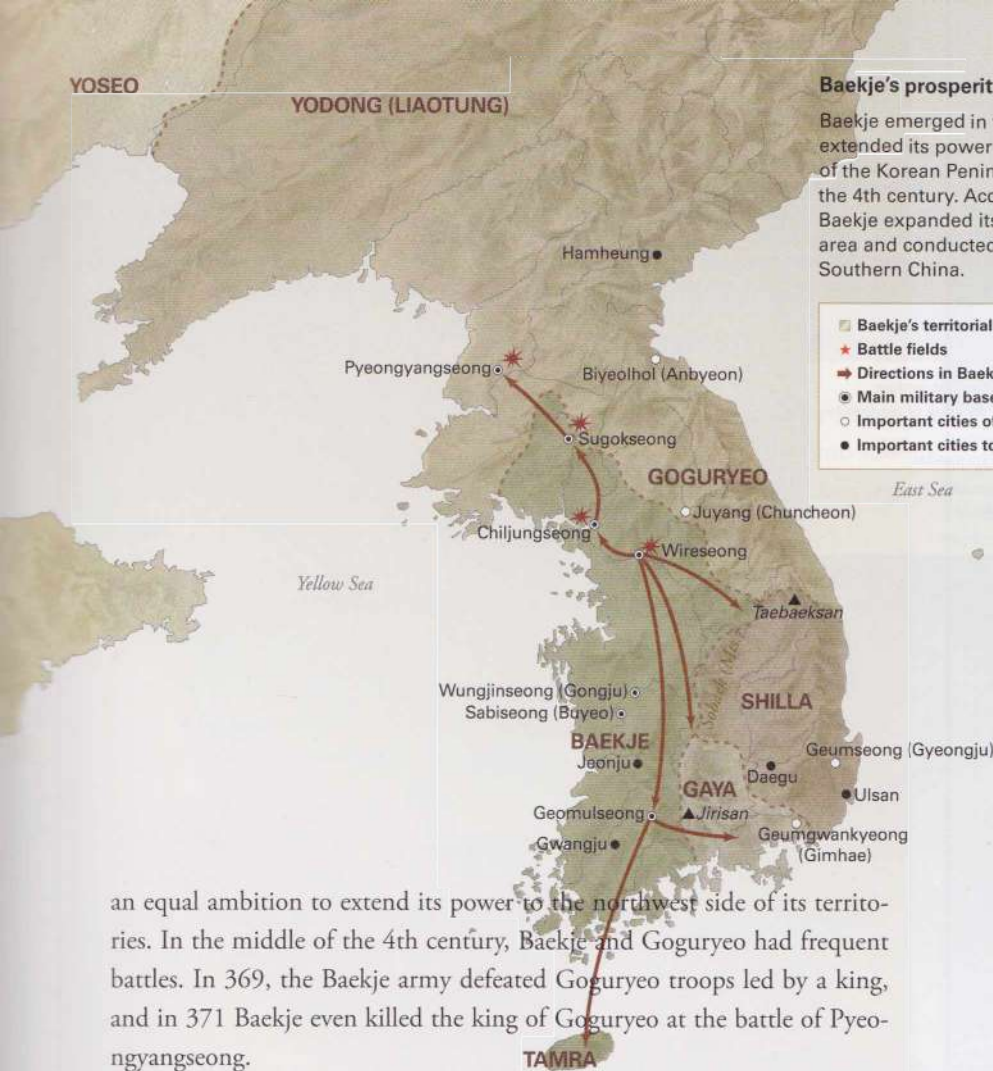 YOSEO
YODONG (LIAOTUNG)
Baekje's prosperit
Baekje emerged in
extended its power
of the Korean Penin
the 4th century. Acc
Baekje expanded its
area and conducted
Southern China.
Hamheung
Baekje's territorial
Battle fields
Directions in Baek
Main military base
Important cities o
Important cities to
Pyeongyangseong
Biyeolhol (Anbyeon)
Sugokseong
GOGURYEO
East Sea
Juyang (Chuncheon)
Chiljungseong
Wireseong
Yellow Sea
Taebaeksan
Wungjinseong (Gongju)
Sabiseong (Buyeo)
SHILLA
BAEKJE
Geumseong (Gyeongju)
Jeonju
Daegu
GAYA
Ulsan
Geomulseong
Jirisan
Gwangju
Geumgwankyeong
(Gimhae)
an equal ambition to extend its power to the northwest side of its territo-
ries. In the middle of the 4th century, Baekje and Goguryeo had frequent
battles. In 369, the Baekje army defeated Goguryeo troops led by a king,
and in 371 Baekje even killed the king of Goguryeo at the battle of Pyeo-
ngyangseong.
TAMRA